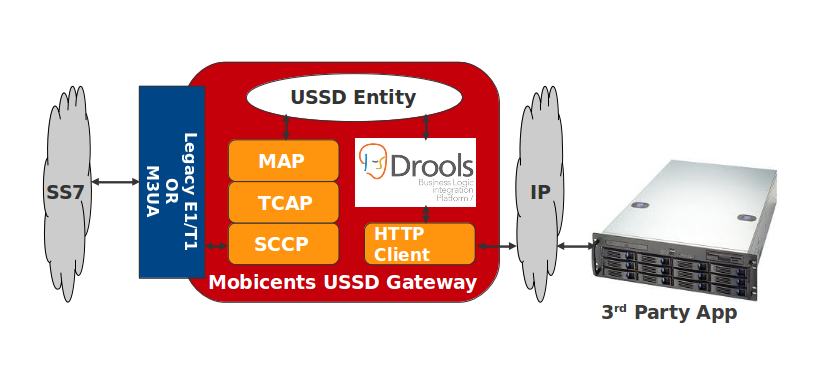 USSD Entity
SS7
Legacy E1/T1
OR
M3UA
MAP
TCAP
SCCP
Drools
Business Logic
integration
Platform /
HTTP
Client
Mobicents USSD Gateway
IP
3rd Party App